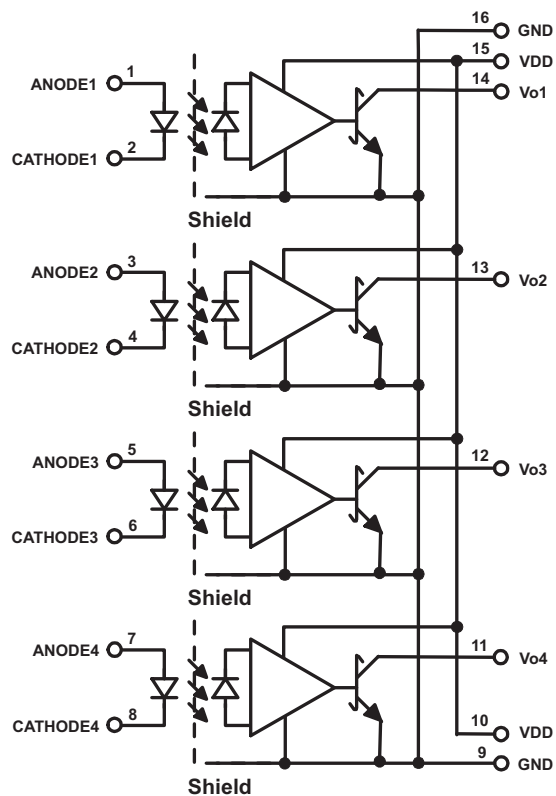 16 GND
15 VDD
ANODE1 1 14 Vo1
CATHODE1 2
Shield
ANODE2 3 13 Vo2
CATHODE2 4
Shield
ANODE3 5 12 Vo3
CATHODE3 6
Shield
ANODE4 7 11 Vo4
CATHODE4 8 10 VDD
9 GND
Shield